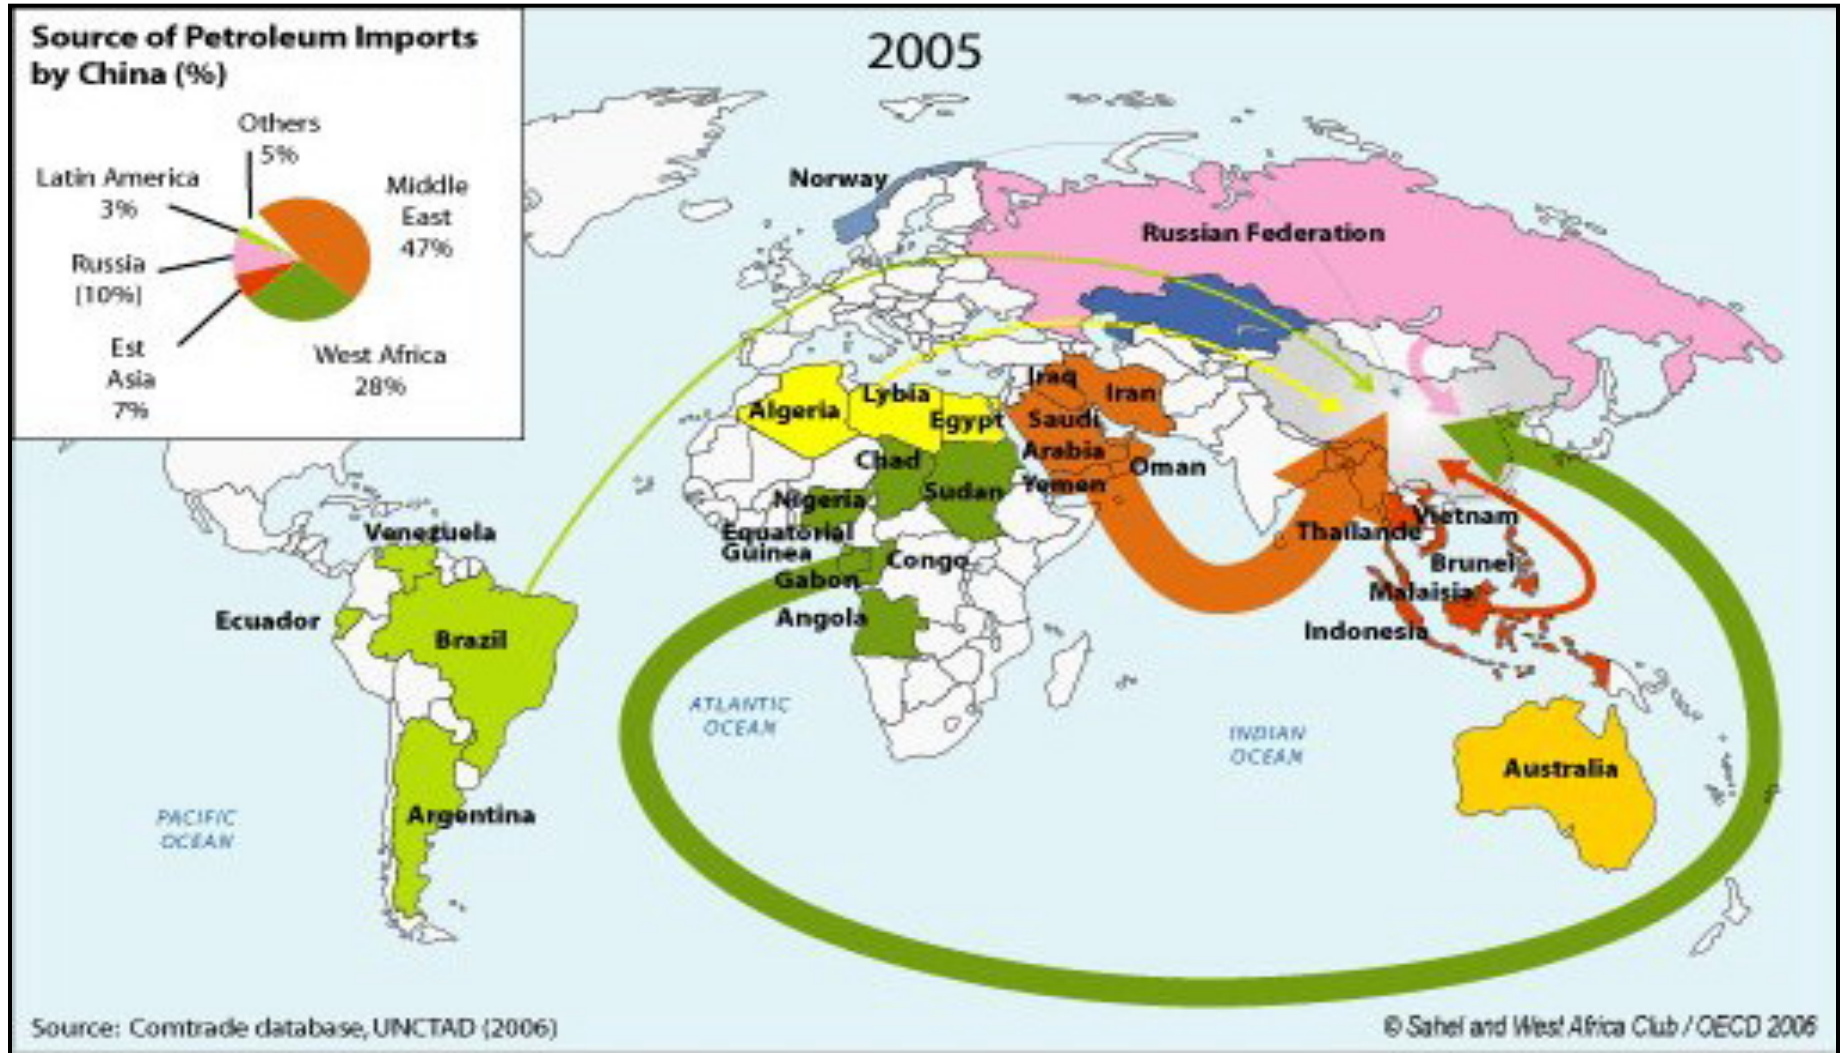 Source of Petroleum Imports
by China (%)
2005
Others
5%
Latin America
3%
Middle
East
47%
Russia
(10%)
Est
Asia
7%
West Africa
28%
Norway
Russian Federation
Algeria
Lybia
Egypt
Iraq
Iran
Saudi
Arabia
Oman
Yemen
Chad
Sudan
Nigeria
Equatorial
Guinea
Congo
Gabon
Angola
Venezuela
Ecuador
Brazil
Argentina
Thaïlande
Vietnam
Brunei
Malaisia
Indonesia
Australia
ATLANTIC
OCEAN
INDIAN
OCEAN
PACIFIC
OCEAN
Source: Comtrade database, UNCTAD (2006)
© Sahel and West Africa Club / OECD 2006